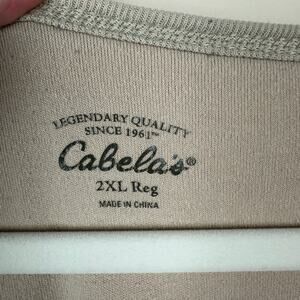 LEGENDARY QUALITY
SINCE 1961™
Cabela's®
2XL Reg
MADE IN CHINA